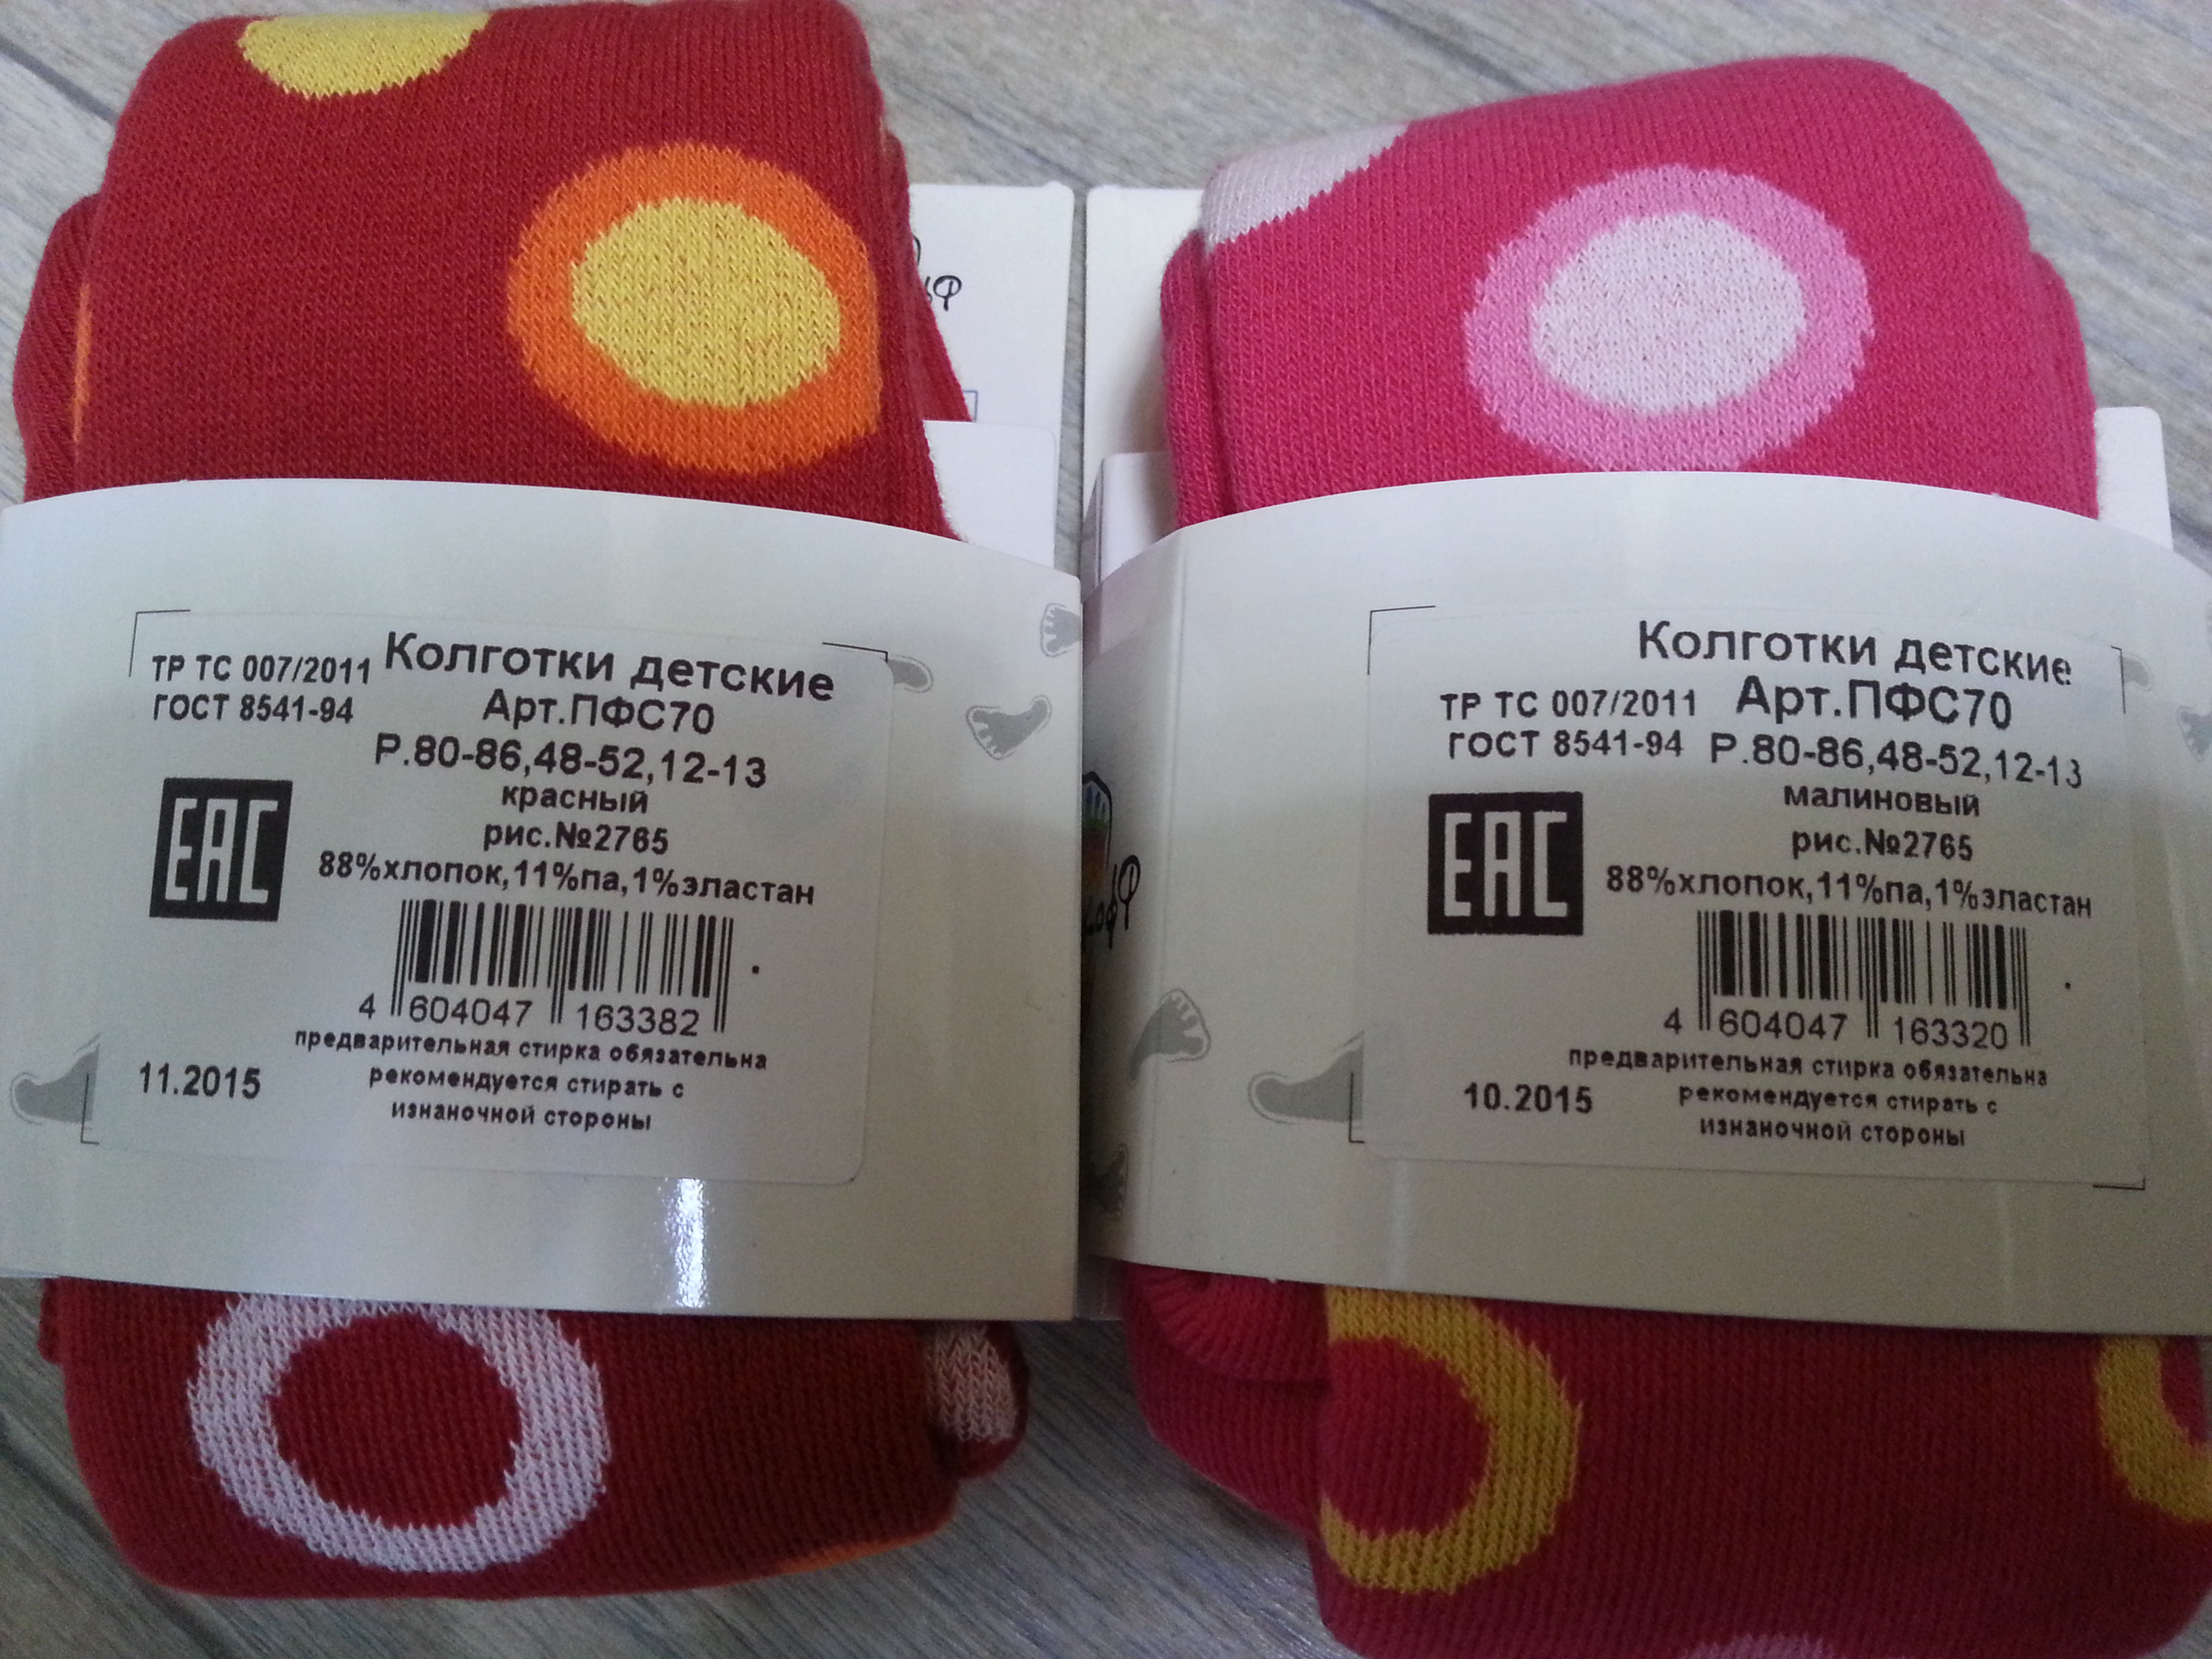 Колготки детские
ТР ТС 007/2011
ГОСТ 8541-94
Арт.ПФС70
Р.80-86,48-52,12-13
красный
рис.№2765
EAC
88%хлопок,11%па,1%эластан
4 604047 163382
предварительная стирка обязательна
рекомендуется стирать с
изнаночной стороны
11.2015
Колготки детские
ТР ТС 007/2011 Арт.ПФС70
ГОСТ 8541-94 Р.80-86,48-52,12-13
малиновый
рис.№2765
EAC
88%хлопок,11%па,1%эластан
4 604047 163320
предварительная стирка обязательна
10.2015 рекомендуется стирать с
изнаночной стороны